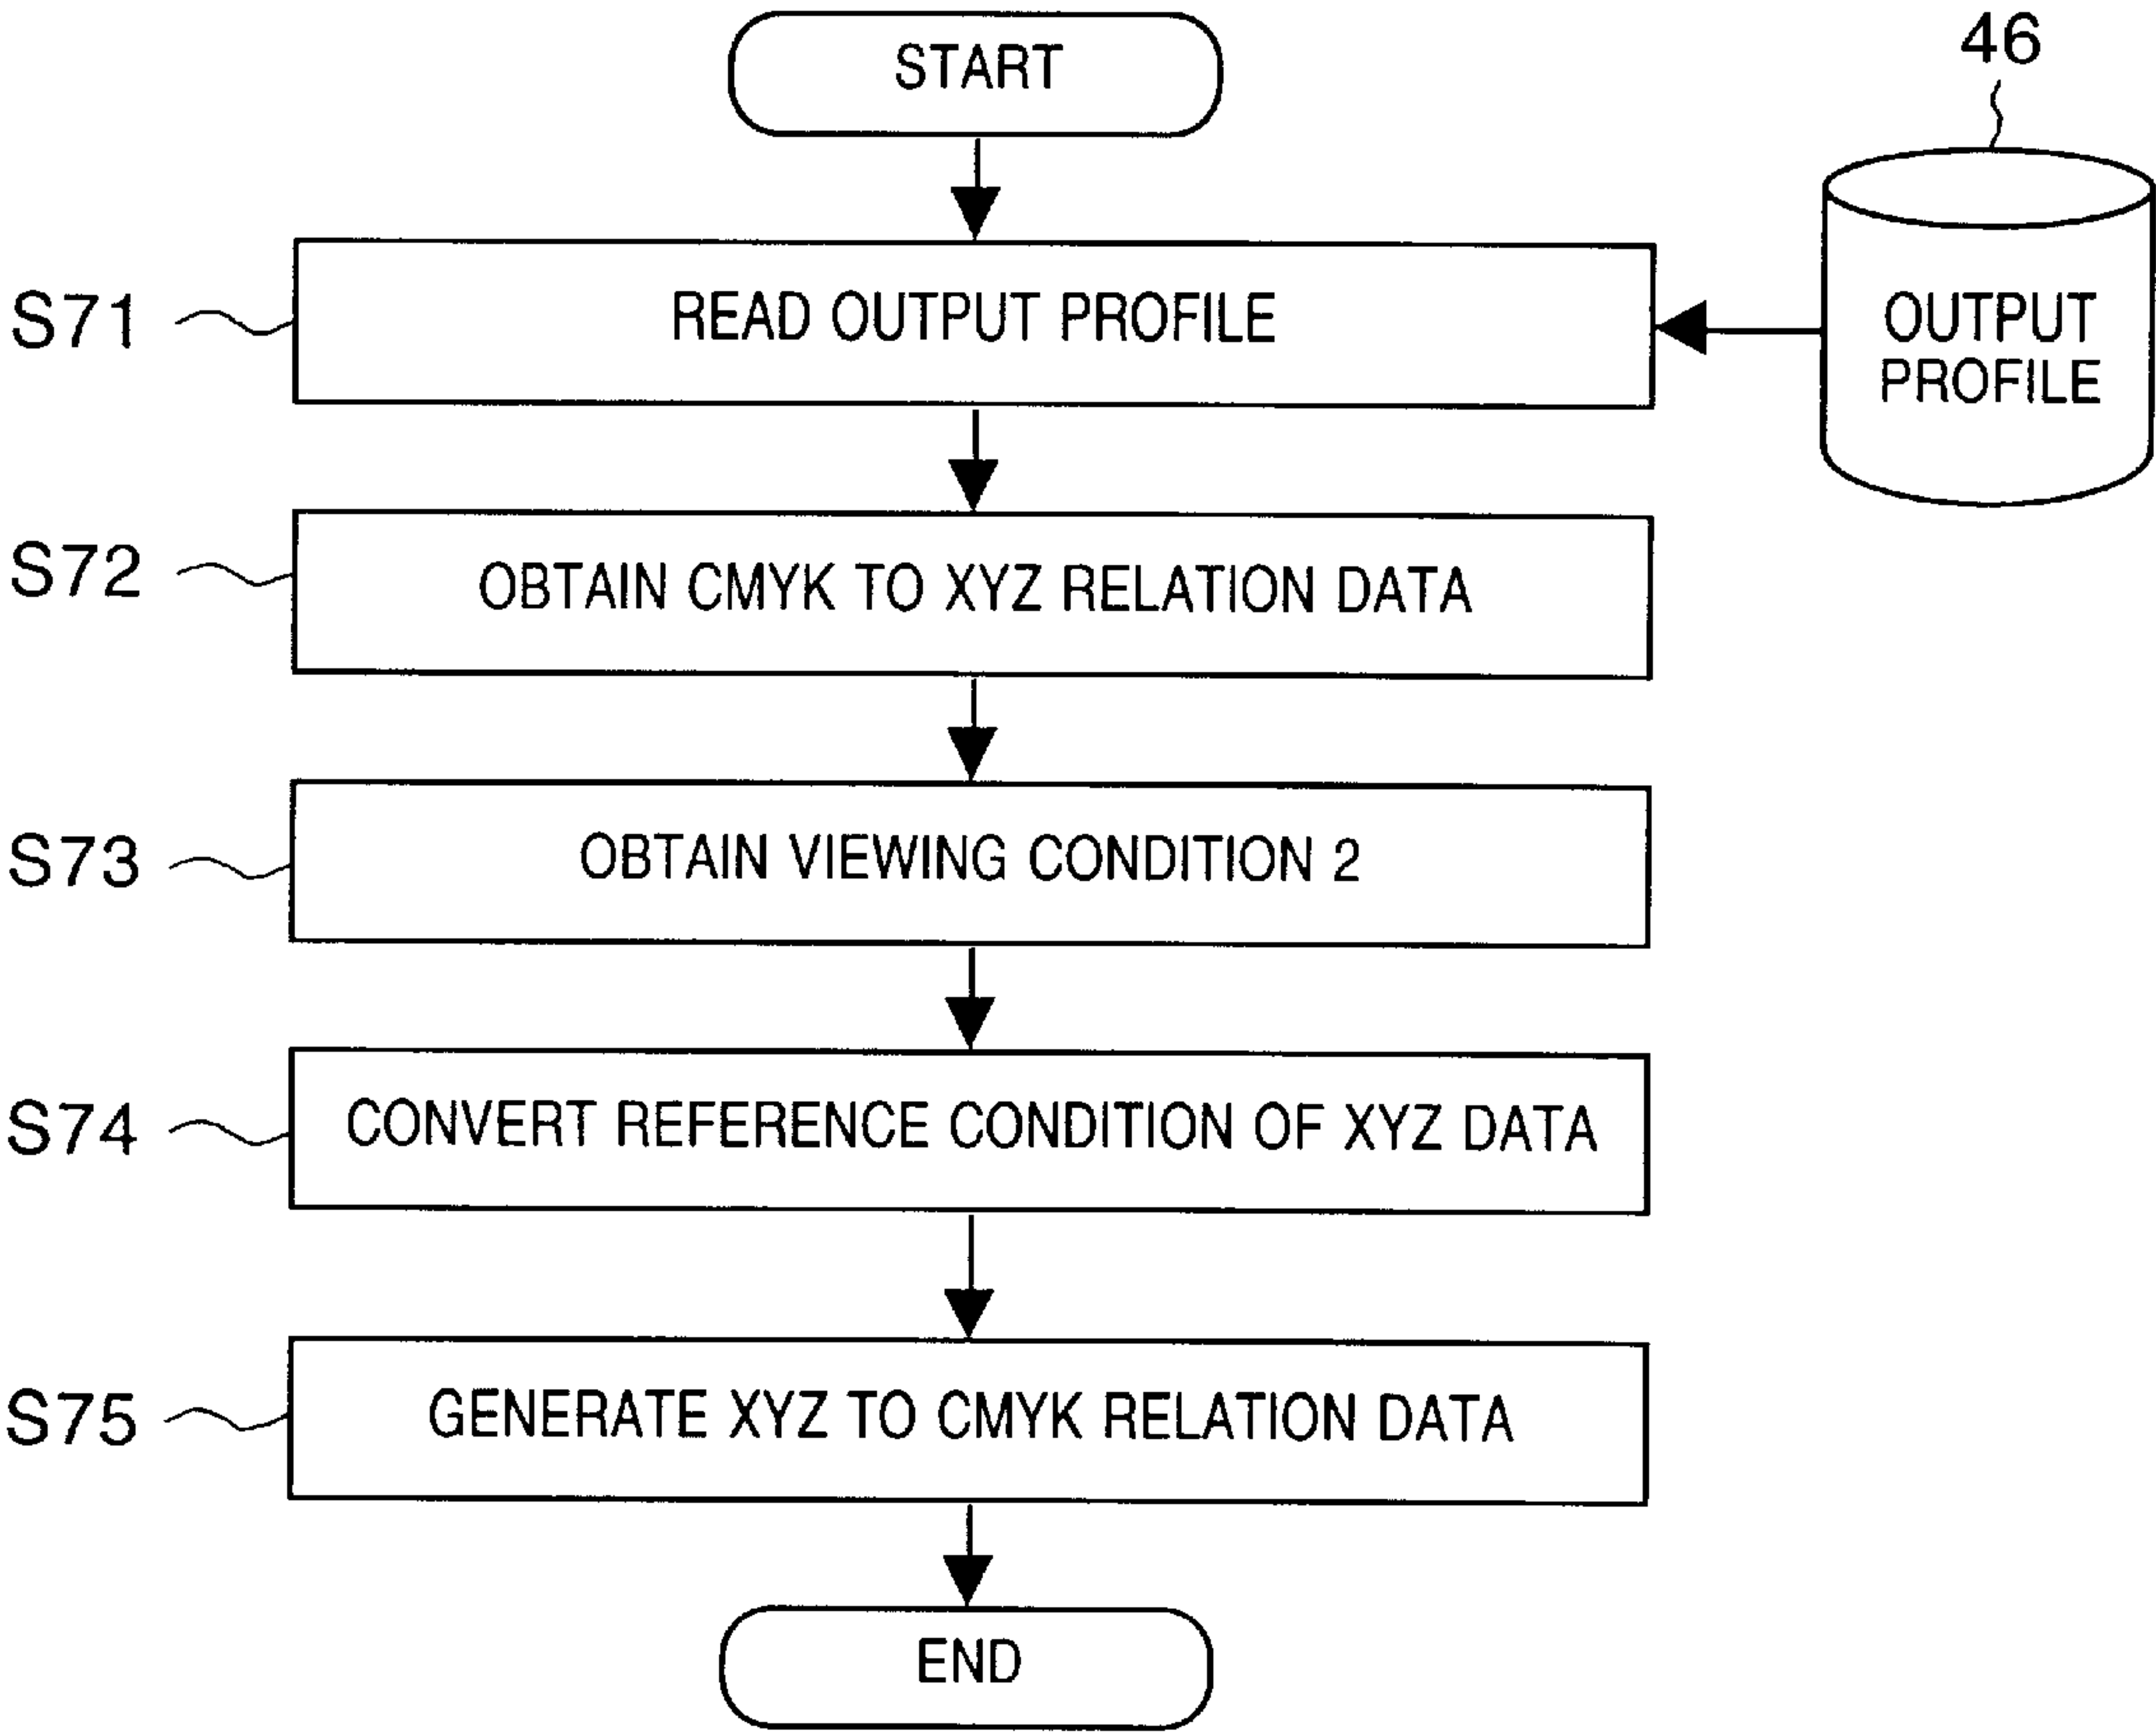 START
46
S71
READ OUTPUT PROFILE
OUTPUT
PROFILE
S72
OBTAIN CMYK TO XYZ RELATION DATA
S73
OBTAIN VIEWING CONDITION 2
S74
CONVERT REFERENCE CONDITION OF XYZ DATA
S75
GENERATE XYZ TO CMYK RELATION DATA
END